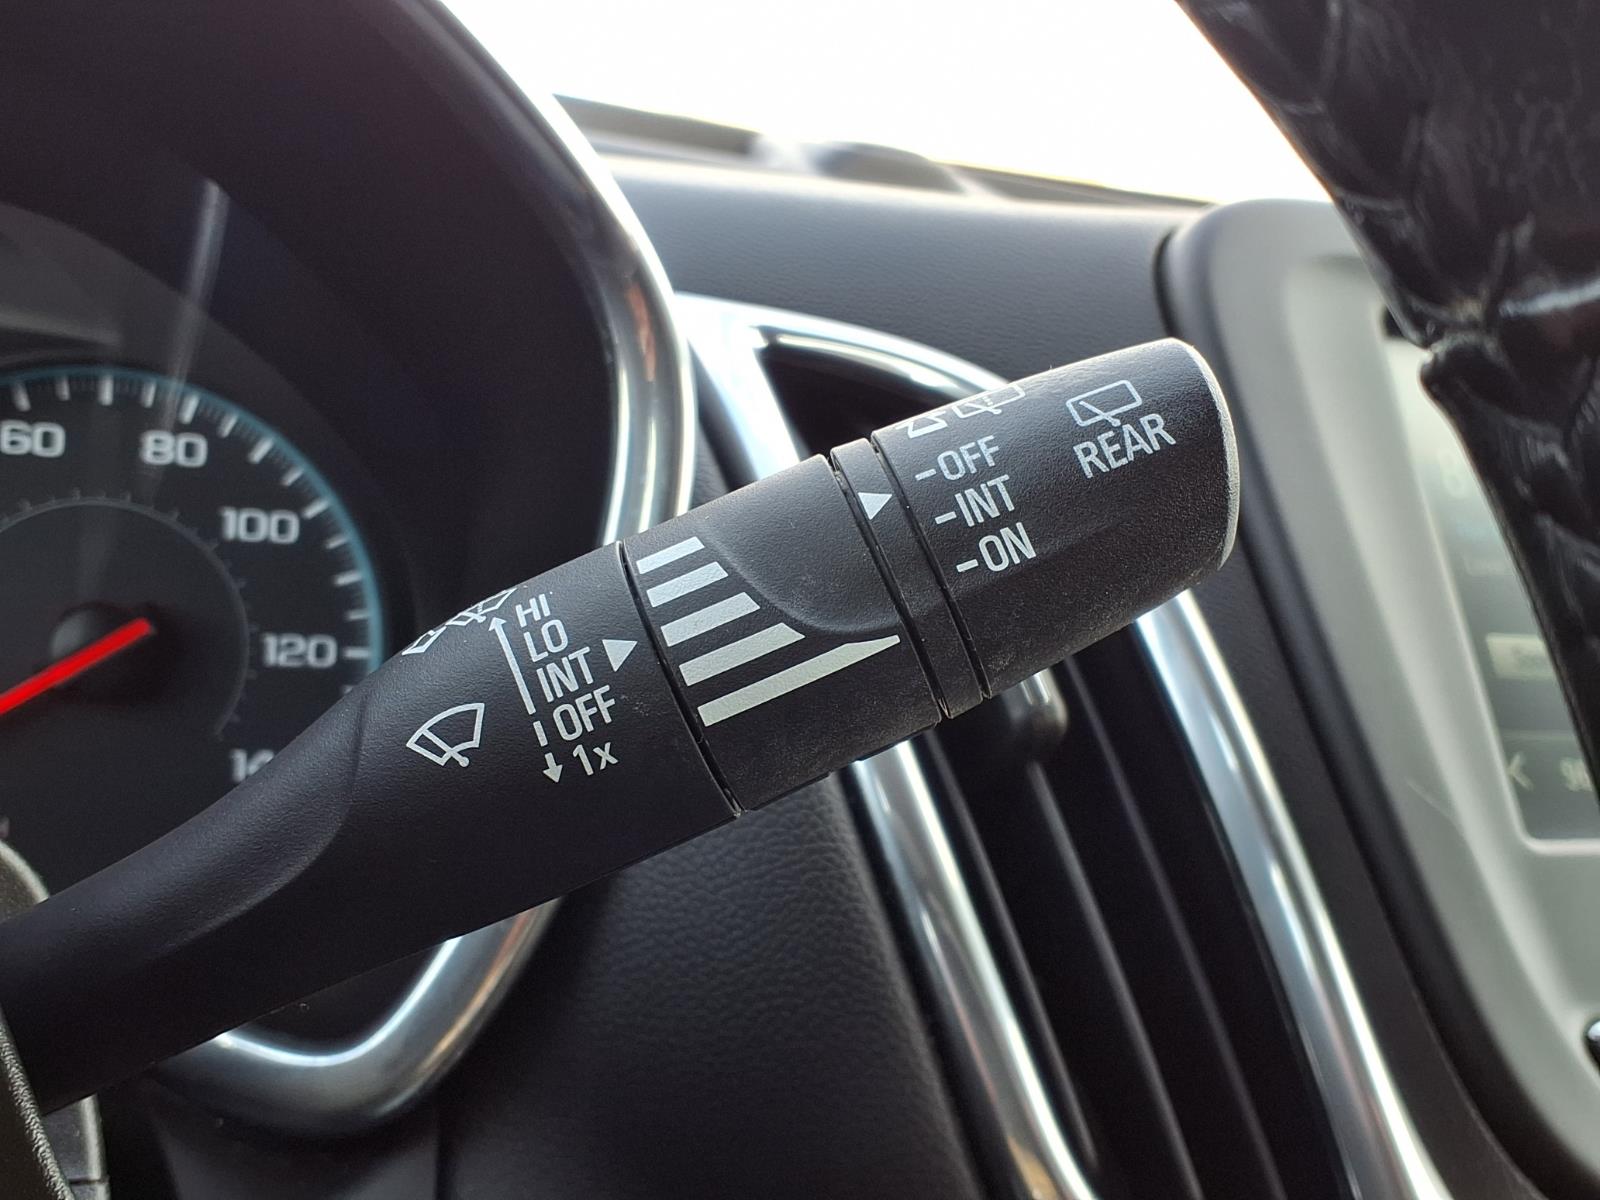 60
80
100
120
HI
LO
INT
OFF
1x
-OFF
-INT
-ON
REAR